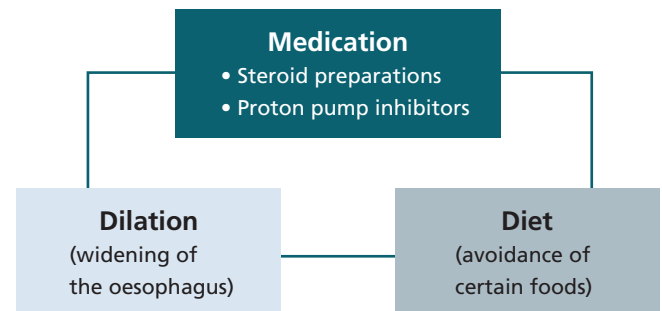 Medication
• Steroid preparations
• Proton pump inhibitors
Dilation
(widening of
the oesophagus)
Diet
(avoidance of
certain foods)